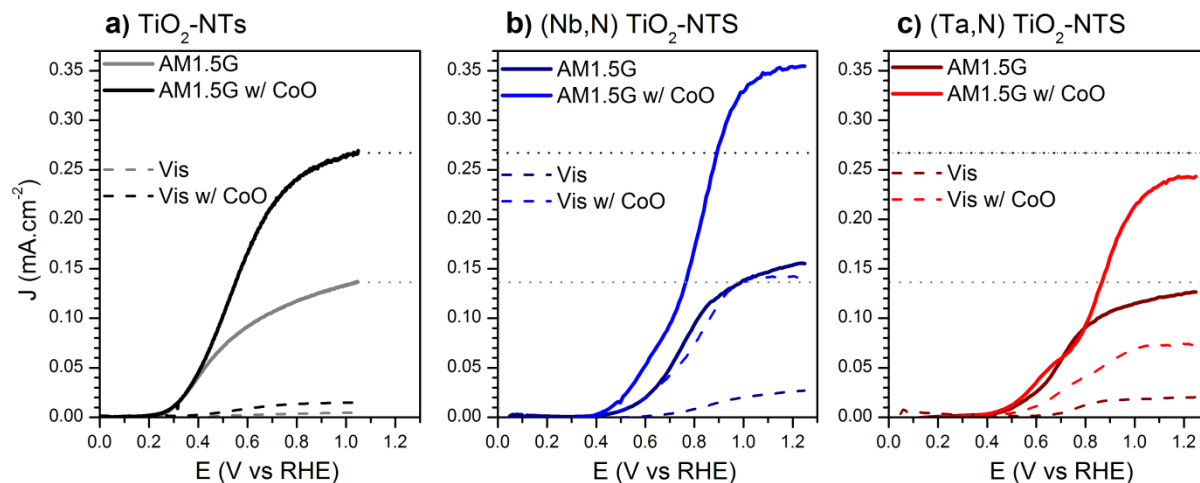 a) TiO₂-NTs
0.35
0.30
0.25
0.20
0.15
0.10
0.05
0.00
J (mA.cm⁻²)
AM1.5G
AM1.5G w/ CoO
Vis
Vis w/ CoO
0.0 0.2 0.4 0.6 0.8 1.0 1.2
E (V vs RHE)
b) (Nb,N) TiO₂-NTS
0.35
0.30
0.25
0.20
0.15
0.10
0.05
0.00
AM1.5G
AM1.5G w/ CoO
Vis
Vis w/ CoO
0.0 0.2 0.4 0.6 0.8 1.0 1.2
E (V vs RHE)
c) (Ta,N) TiO₂-NTS
0.35
0.30
0.25
0.20
0.15
0.10
0.05
0.00
AM1.5G
AM1.5G w/ CoO
Vis
Vis w/ CoO
0.0 0.2 0.4 0.6 0.8 1.0 1.2
E (V vs RHE)